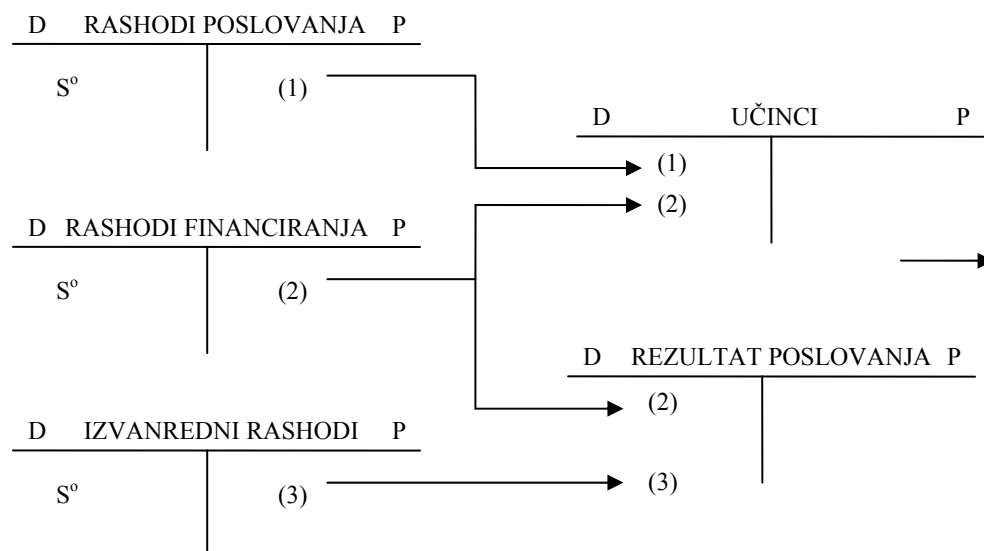 D RASHODI POSLOVANJA P
Sº (1)
D UČINCI P
(1)
(2)
D RASHODI FINANCIRANJA P
Sº (2)
D REZULTAT POSLOVANJA P
(2)
(3)
D IZVANREDNI RASHODI P
Sº (3)